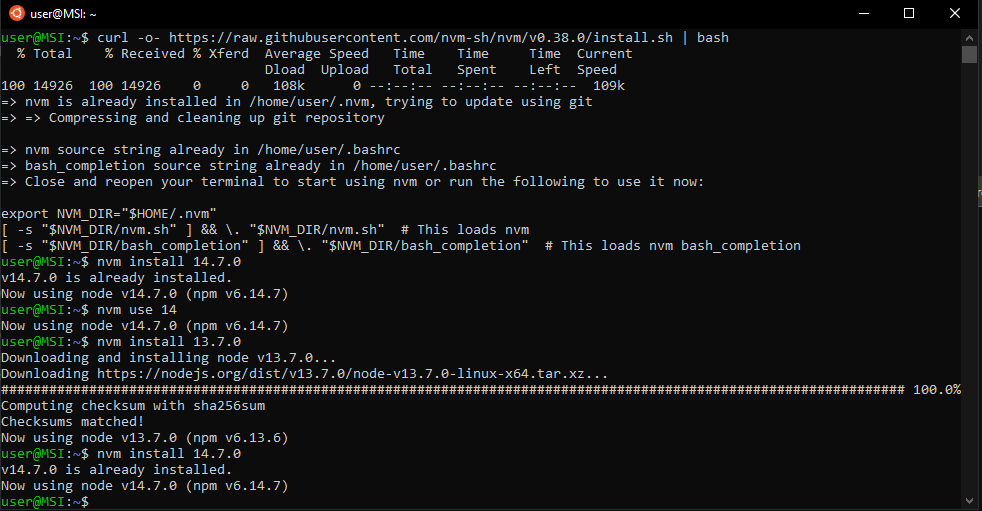 user@MSI: ~
user@MSI:~$ curl -o- https://raw.githubusercontent.com/nvm-sh/nvm/v0.38.0/install.sh | bash
  % Total    % Received % Xferd  Average Speed   Time    Time     Time  Current
                                 Dload  Upload   Total   Spent    Left  Speed
100 14926  100 14926    0     0   108k      0 --:--:-- --:--:-- --:--:--  109k
=> nvm is already installed in /home/user/.nvm, trying to update using git
=> => Compressing and cleaning up git repository

=> nvm source string already in /home/user/.bashrc
=> bash_completion source string already in /home/user/.bashrc
=> Close and reopen your terminal to start using nvm or run the following to use it now:

export NVM_DIR="$HOME/.nvm"
[ -s "$NVM_DIR/nvm.sh" ] && \. "$NVM_DIR/nvm.sh"  # This loads nvm
[ -s "$NVM_DIR/bash_completion" ] && \. "$NVM_DIR/bash_completion"  # This loads nvm bash_completion
user@MSI:~$ nvm install 14.7.0
v14.7.0 is already installed.
Now using node v14.7.0 (npm v6.14.7)
user@MSI:~$ nvm use 14
Now using node v14.7.0 (npm v6.14.7)
user@MSI:~$ nvm install 13.7.0
Downloading and installing node v13.7.0...
Downloading https://nodejs.org/dist/v13.7.0/node-v13.7.0-linux-x64.tar.xz...
################################################################################################################# 100.0%
Computing checksum with sha256sum
Checksums matched!
Now using node v13.7.0 (npm v6.13.6)
user@MSI:~$ nvm install 14.7.0
v14.7.0 is already installed.
Now using node v14.7.0 (npm v6.14.7)
user@MSI:~$